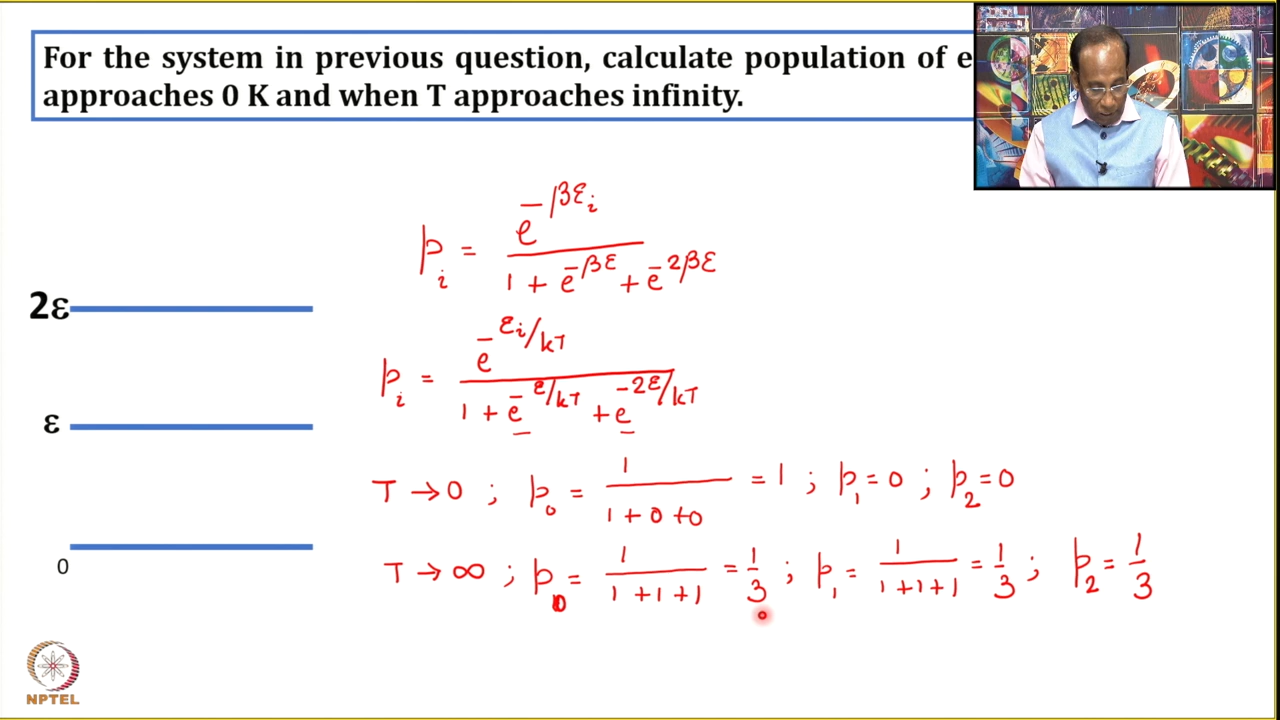 For the system in previous question, calculate population of e
approaches 0 K and when T approaches infinity.
p_i = e^{-βε_i} / (1 + e^{-βε} + e^{-2βε})
2ε
p_i = e^{-ε_i/kT} / (1 + e^{-ε/kT} + e^{-2ε/kT})
ε
T → 0 ; p_0 = 1 / (1 + 0 + 0) = 1 ; p_1 = 0 ; p_2 = 0
0
T → ∞ ; p_0 = 1 / (1 + 1 + 1) = 1/3 ; p_1 = 1 / (1 + 1 + 1) = 1/3 ; p_2 = 1/3
NPTEL